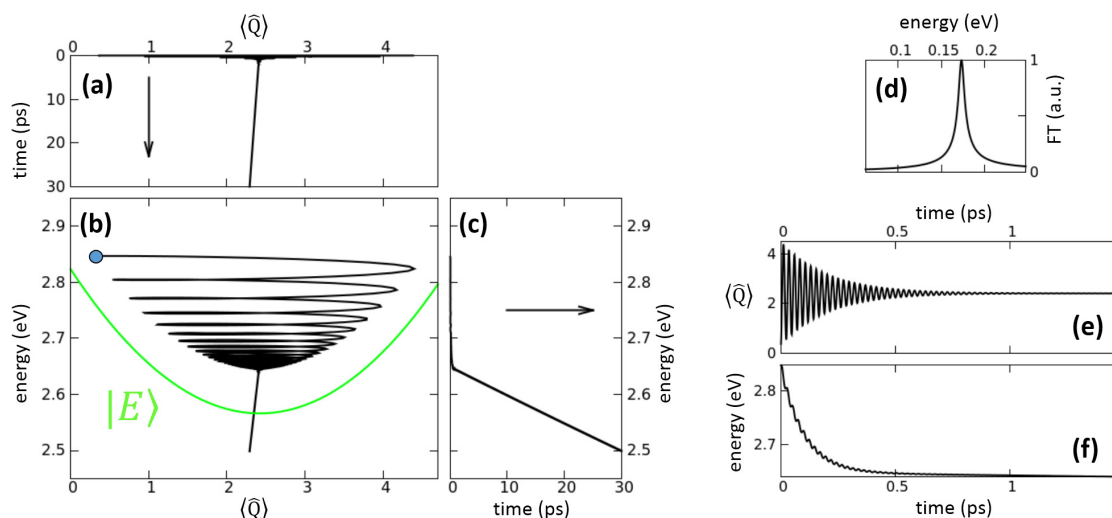 ⟨Q̂⟩
0 1 2 3 4
(a)
0
10
20
30
time (ps)
(b)
2.9
2.8
2.7
2.6
2.5
energy (eV)
|E⟩
0 1 2 3 4
⟨Q̂⟩
(c)
2.9
2.8
2.7
2.6
2.5
energy (eV)
0 10 20 30
time (ps)
energy (eV)
0.1 0.15 0.2
(d)
1
0
FT (a.u.)
time (ps)
0 0.5 1
4
2
0
⟨Q̂⟩
(e)
2.8
2.7
energy (eV)
(f)
0 0.5 1
time (ps)